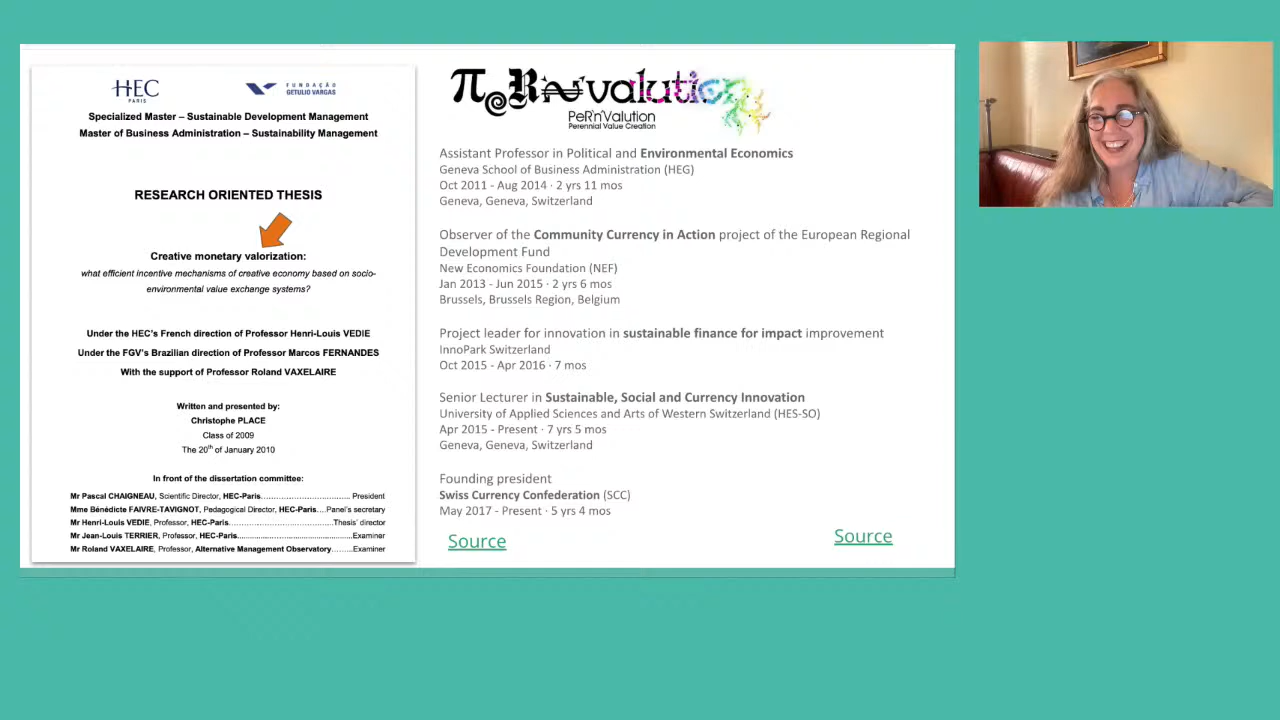 HEC
PARIS
FUNDAÇÃO
GETULIO VARGAS
Specialized Master – Sustainable Development Management
Master of Business Administration – Sustainability Management
RESEARCH ORIENTED THESIS
Creative monetary valorization:
what efficient incentive mechanisms of creative economy based on socio-
environmental value exchange systems?
Under the HEC's French direction of Professor Henri-Louis VEDIE
Under the FGV's Brazilian direction of Professor Marcos FERNANDES
With the support of Professor Roland VAXELAIRE
Written and presented by:
Christophe PLACE
Class of 2009
The 20th of January 2010
In front of the dissertation committee:
Mr Pascal CHAIGNEAU, Scientific Director, HEC-Paris................................. President
Mme Bénédicte FAIVRE-TAVIGNOT, Pedagogical Director, HEC-Paris....Panel's secretary
Mr Henri-Louis VEDIE, Professor, HEC-Paris......................................Thesis' director
Mr Jean-Louis TERRIER, Professor, HEC-Paris.......................................Examiner
Mr Roland VAXELAIRE, Professor, Alternative Management Observatory........Examiner
PeR'n'Valution
Perennial Value Creation
Assistant Professor in Political and Environmental Economics
Geneva School of Business Administration (HEG)
Oct 2011 - Aug 2014 · 2 yrs 11 mos
Geneva, Geneva, Switzerland
Observer of the Community Currency in Action project of the European Regional
Development Fund
New Economics Foundation (NEF)
Jan 2013 - Jun 2015 · 2 yrs 6 mos
Brussels, Brussels Region, Belgium
Project leader for innovation in sustainable finance for impact improvement
InnoPark Switzerland
Oct 2015 - Apr 2016 · 7 mos
Senior Lecturer in Sustainable, Social and Currency Innovation
University of Applied Sciences and Arts of Western Switzerland (HES-SO)
Apr 2015 - Present · 7 yrs 5 mos
Geneva, Geneva, Switzerland
Founding president
Swiss Currency Confederation (SCC)
May 2017 - Present · 5 yrs 4 mos
Source
Source